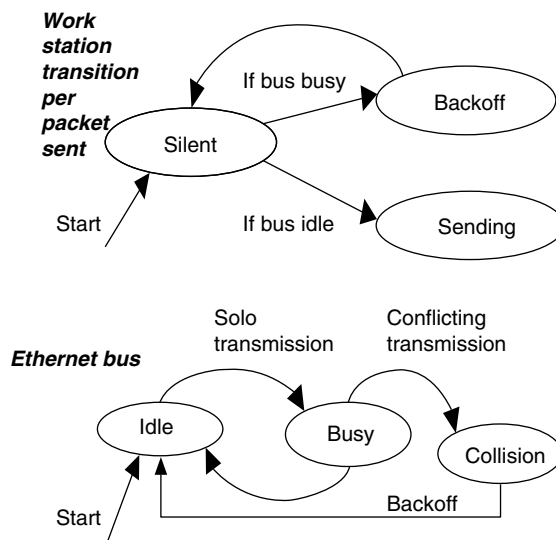 Work
station
transition
per
packet
sent
If bus busy
Backoff
Silent
Start
If bus idle
Sending
Solo
transmission
Conflicting
transmission
Ethernet bus
Idle
Busy
Collision
Start
Backoff